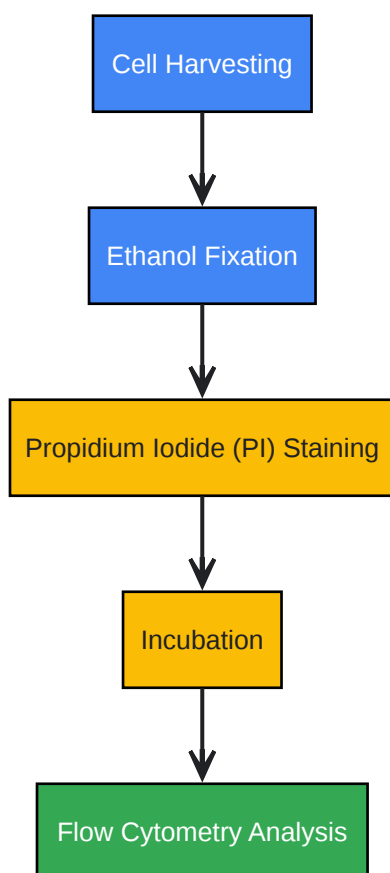 Cell Harvesting
Ethanol Fixation
Propidium Iodide (PI) Staining
Incubation
Flow Cytometry Analysis